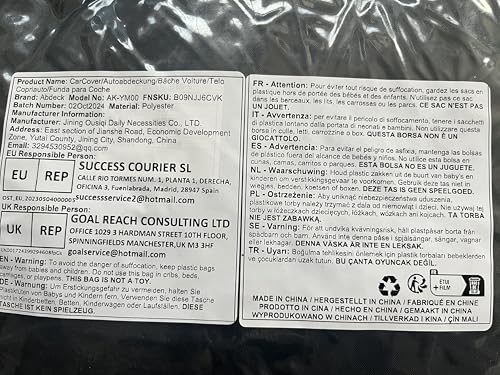 Product Name: CarCover/Autoabdeckung/Bâche Voiture/Telo
Copriauto/Funda para Coche
Brand: Abdeck Model: AK-YM00 FNSKU: B09NJJ6CVK
Batch Number: 02Oct2024 Material: Polyester
Manufacturer Information:
Name: Jining Ousiqi Daily Necessities Co., LTD.
Address: East section of Jianshe Road, Economic Development
Zone, Yutai County, Jining City, Shandong, China
Email: 3294530952@qq.com
EU Responsible Person:
EU REP
SUCCESS COURIER SL
CALLE RIO TORMES NUM. 1, PLANTA 1, DERECHA,
OFICINA 3, Fuenlabrada, Madrid, 28947 Spain
successservice2@hotmail.com
UK Responsible Person:
UK REP
GOAL REACH CONSULTING LTD
OFFICE 1029 3 HARDMAN STREET 10TH FLOOR,
SPINNINGFIELDS MANCHESTER,UK M3 3HF
goalservice@hotmail.com
EN - Warning: To avoid danger of suffocation, keep plastic bags
away from babies and children. Do not use this bag in cribs, beds,
carriages, or playpens. THIS BAG IS NOT A TOY.
DE - Warnung: Um Erstickungsgefahr zu vermeiden, halten Sie
Plastiktüten von Babys und Kindern fern. Verwenden Sie diese Tasche
nicht in Kinderbetten, Betten, Kinderwagen oder Laufställen. DIESE
TASCHE IST KEIN SPIELZEUG.
FR - Attention: Pour éviter tout risque de suffocation, gardez les sacs en
plastique hors de portée des bébés et des enfants. N'utilisez pas ce sac
dans les berceaux, les lits, les carrosses ou les parcs. CE SAC N'EST PAS
UN JOUET.
IT - Avvertenza: per evitare il pericolo di soffocamento, tenere i sacchetti
di plastica lontano dalla portata di neonati e bambini. Non utilizzare questa
borsa in culle, letti, carrozzine o box. QUESTA BORSA NON È UN
GIOCATTOLO.
ES - Advertencia: Para evitar el peligro de asfixia, mantenga las bolsas
de plástico fuera del alcance de bebés y niños. No utilice esta bolsa en
cunas, camas, carruajes o corrales. ESTA BOLSA NO ES UN JUGUETE.
NL - Waarschuwing: Houd plastic zakken uit de buurt van baby's en
kinderen om verstikkingsgevaar te voorkomen. Gebruik deze tas niet in
kribben, bedden, koetsen of boxen. DEZE TAS IS GEEN SPEELGOED.
PL - Ostrzeżenie: Aby uniknąć niebezpieczeństwa uduszenia,
plastikowe torby należy przechowywać z dala od niemowląt i dzieci. Nie używaj tej
torby w łóżeczkach dziecięcych, łóżkach, wózkach ani kojcach. TA TORBA
NIE JEST ZABAWKĄ.
SE - Varning: För att undvika kvävningsrisk, håll plastpåsar borta från
spädbarn och barn. Använd inte denna påse i spjälsängar, sängar, vagnar
eller lekhagar. DENNA VÄSKA ÄR INTE EN LEKSAK.
TR - Uyarı: Boğulma tehlikesini önlemek için plastik torbaları bebeklerden
ve çocuklardan uzak tutun. BU ÇANTA OYUNCAK DEĞİL.
ÉTUI
+ FILM
MADE IN CHINA / HERGESTELLT IN CHINA / FABRIQUÉ EN CHINE
PRODOTTO IN CINA / HECHO EN CHINA / GEMAAKT IN CHINA
WYPRODUKOWANO W CHINACH / TILLVERKAD I KINA / ÇİN MALI